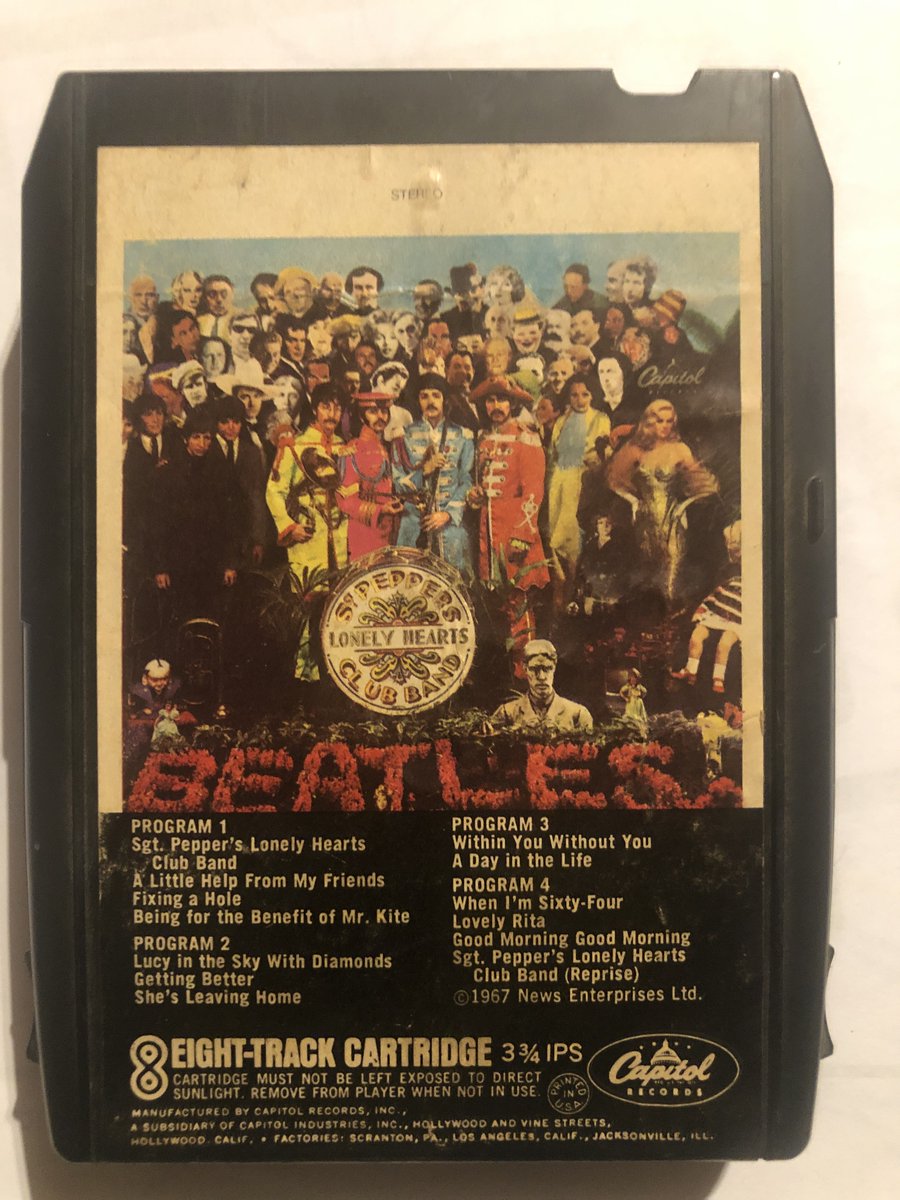 STEREO
Capitol
SGT. PEPPERS
LONELY HEARTS
CLUB BAND
BEATLES
PROGRAM 1
Sgt. Pepper's Lonely Hearts
Club Band
A Little Help From My Friends
Fixing a Hole
Being for the Benefit of Mr. Kite
PROGRAM 2
Lucy in the Sky With Diamonds
Getting Better
She's Leaving Home
PROGRAM 3
Within You Without You
A Day in the Life
PROGRAM 4
When I'm Sixty-Four
Lovely Rita
Good Morning Good Morning
Sgt. Pepper's Lonely Hearts
Club Band (Reprise)
©1967 News Enterprises Ltd.
8 EIGHT-TRACK CARTRIDGE 3 ¾ IPS
CARTRIDGE MUST NOT BE LEFT EXPOSED TO DIRECT
SUNLIGHT. REMOVE FROM PLAYER WHEN NOT IN USE.
PRINTED
IN
U.S.A.
Capitol
RECORDS
MANUFACTURED BY CAPITOL RECORDS, INC.,
A SUBSIDIARY OF CAPITOL INDUSTRIES, INC., HOLLYWOOD AND VINE STREETS,
HOLLYWOOD. CALIF. • FACTORIES: SCRANTON, PA., LOS ANGELES, CALIF., JACKSONVILLE, ILL.